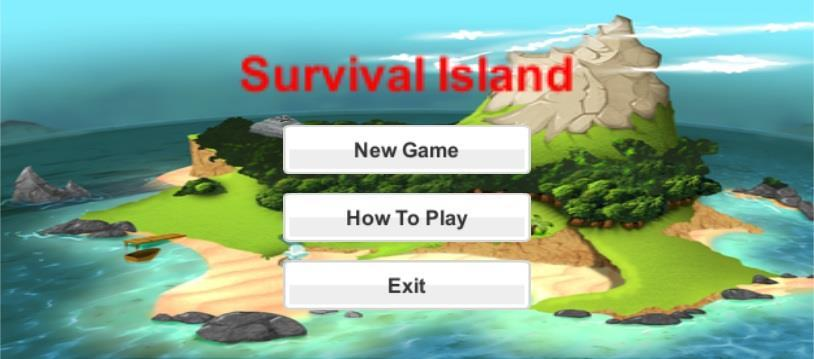 Survival Island
New Game
How To Play
Exit